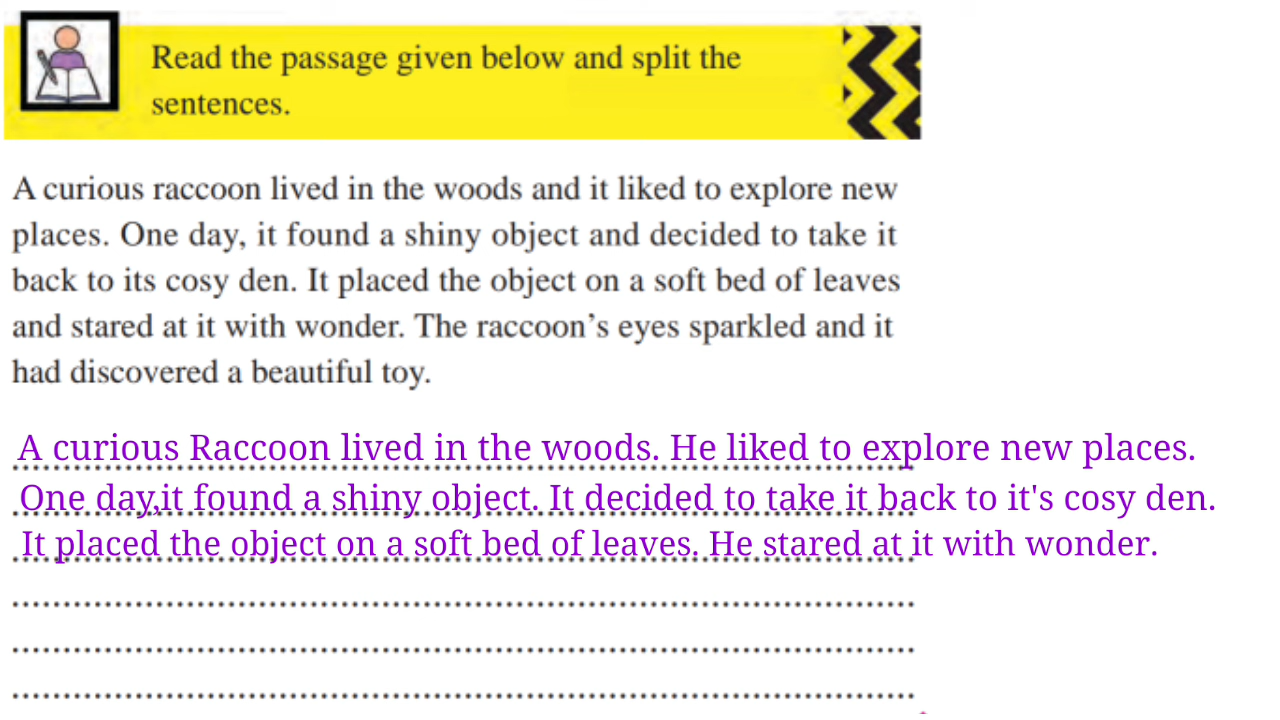 Read the passage given below and split the
sentences.
A curious raccoon lived in the woods and it liked to explore new
places. One day, it found a shiny object and decided to take it
back to its cosy den. It placed the object on a soft bed of leaves
and stared at it with wonder. The raccoon’s eyes sparkled and it
had discovered a beautiful toy.
A curious Raccoon lived in the woods. He liked to explore new places.
One day,it found a shiny object. It decided to take it back to it's cosy den.
It placed the object on a soft bed of leaves. He stared at it with wonder.